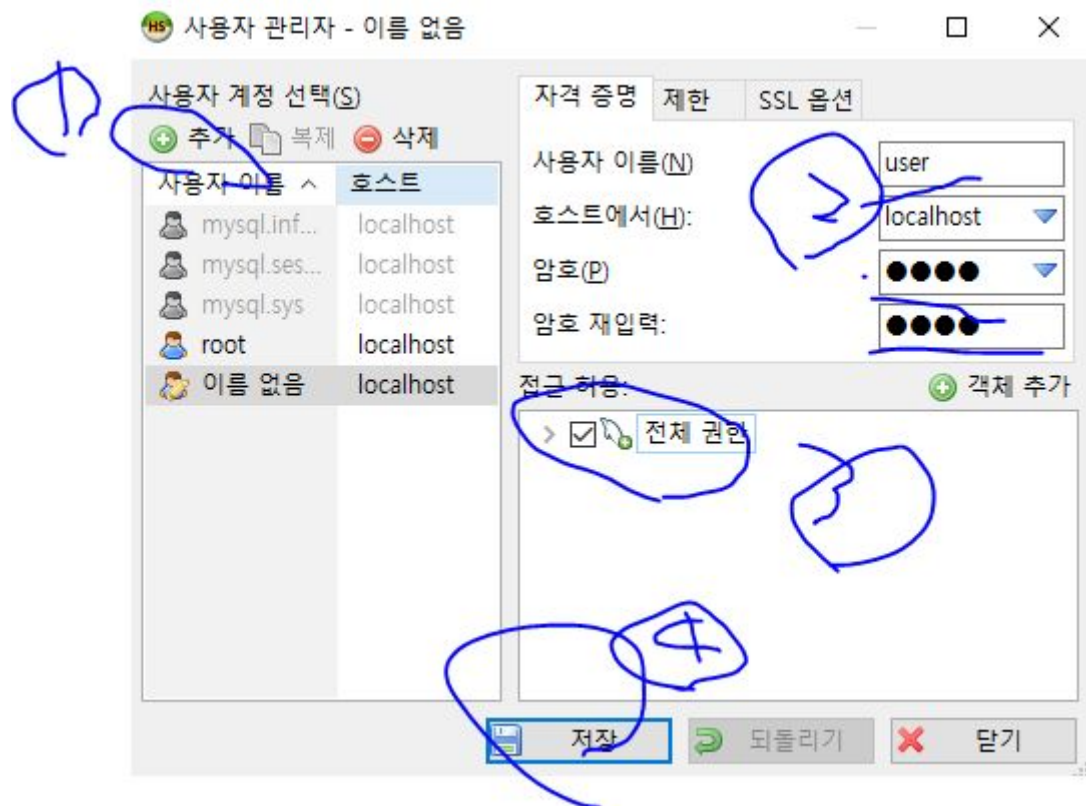 HS 사용자 관리자 - 이름 없음
1
사용자 계정 선택(S)
추가 복제 삭제
사용자 이름 호스트
mysql.inf... localhost
mysql.ses... localhost
mysql.sys localhost
root localhost
이름 없음 localhost
자격 증명 제한 SSL 옵션
2
사용자 이름(N) user
호스트에서(H): localhost
암호(P) ●●●●
암호 재입력: ●●●●
접근 허용: 객체 추가
전체 권한
3
4
저장 되돌리기 닫기